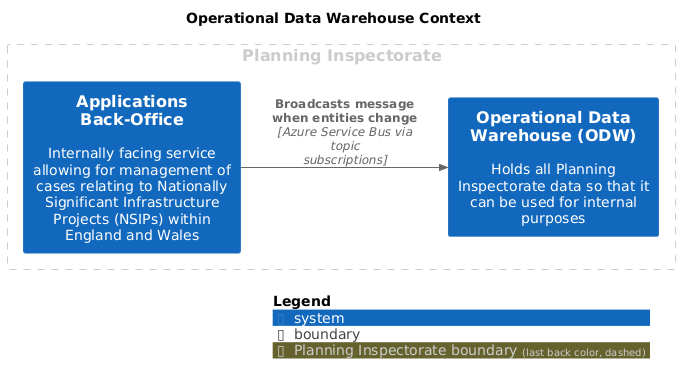 Operational Data Warehouse Context
Planning Inspectorate
Applications
Back-Office
Internally facing service
allowing for management of
cases relating to Nationally
Significant Infrastructure
Projects (NSIPs) within
England and Wales
Broadcasts message
when entities change
[Azure Service Bus via
topic
subscriptions]
Operational Data
Warehouse (ODW)
Holds all Planning
Inspectorate data so that it
can be used for internal
purposes
Legend
system
boundary
Planning Inspectorate boundary (last back color, dashed)